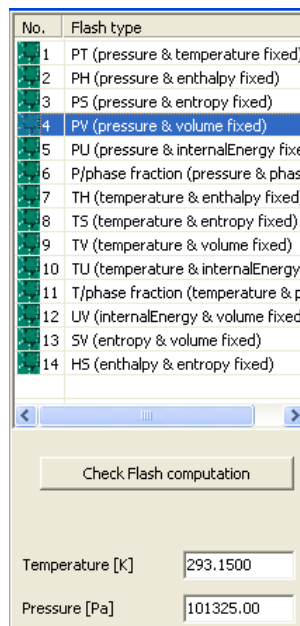 No. Flash type
1 PT (pressure & temperature fixed)
2 PH (pressure & enthalpy fixed)
3 PS (pressure & entropy fixed)
4 PV (pressure & volume fixed)
5 PU (pressure & internalEnergy fixe
6 P/phase fraction (pressure & phas
7 TH (temperature & enthalpy fixed)
8 TS (temperature & entropy fixed)
9 TV (temperature & volume fixed)
10 TU (temperature & internalEnergy
11 T/phase fraction (temperature & p
12 UV (internalEnergy & volume fixed
13 SV (entropy & volume fixed)
14 HS (enthalpy & entropy fixed)
Check Flash computation
Temperature [K] 293.1500
Pressure [Pa] 101325.00